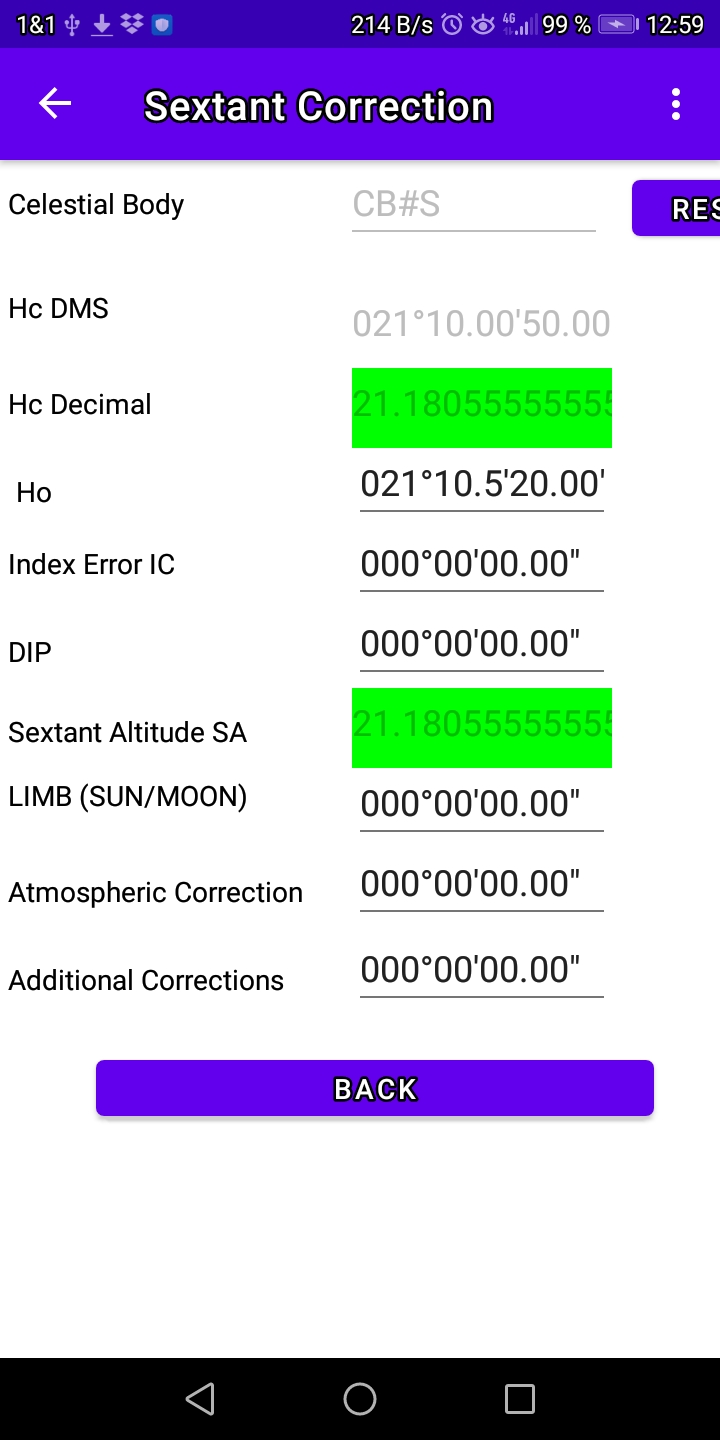 1&1 214 B/s 4G 99 % 12:59
Sextant Correction
Celestial Body CB#S RES
Hc DMS 021°10.00'50.00
Hc Decimal 21.18055555555
Ho 021°10.5'20.00'
Index Error IC 000°00'00.00"
DIP 000°00'00.00"
Sextant Altitude SA 21.18055555555
LIMB (SUN/MOON) 000°00'00.00"
Atmospheric Correction 000°00'00.00"
Additional Corrections 000°00'00.00"
BACK